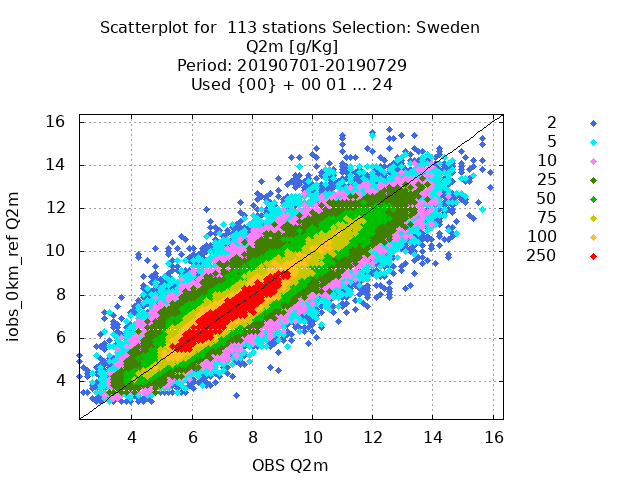 Scatterplot for  113 stations Selection: Sweden
Q2m [g/Kg]
Period: 20190701-20190729
Used {00} + 00 01 ... 24
16
14
12
10
8
6
4
iobs_0km_ref Q2m
4 6 8 10 12 14 16
OBS Q2m
2
5
10
25
50
75
100
250